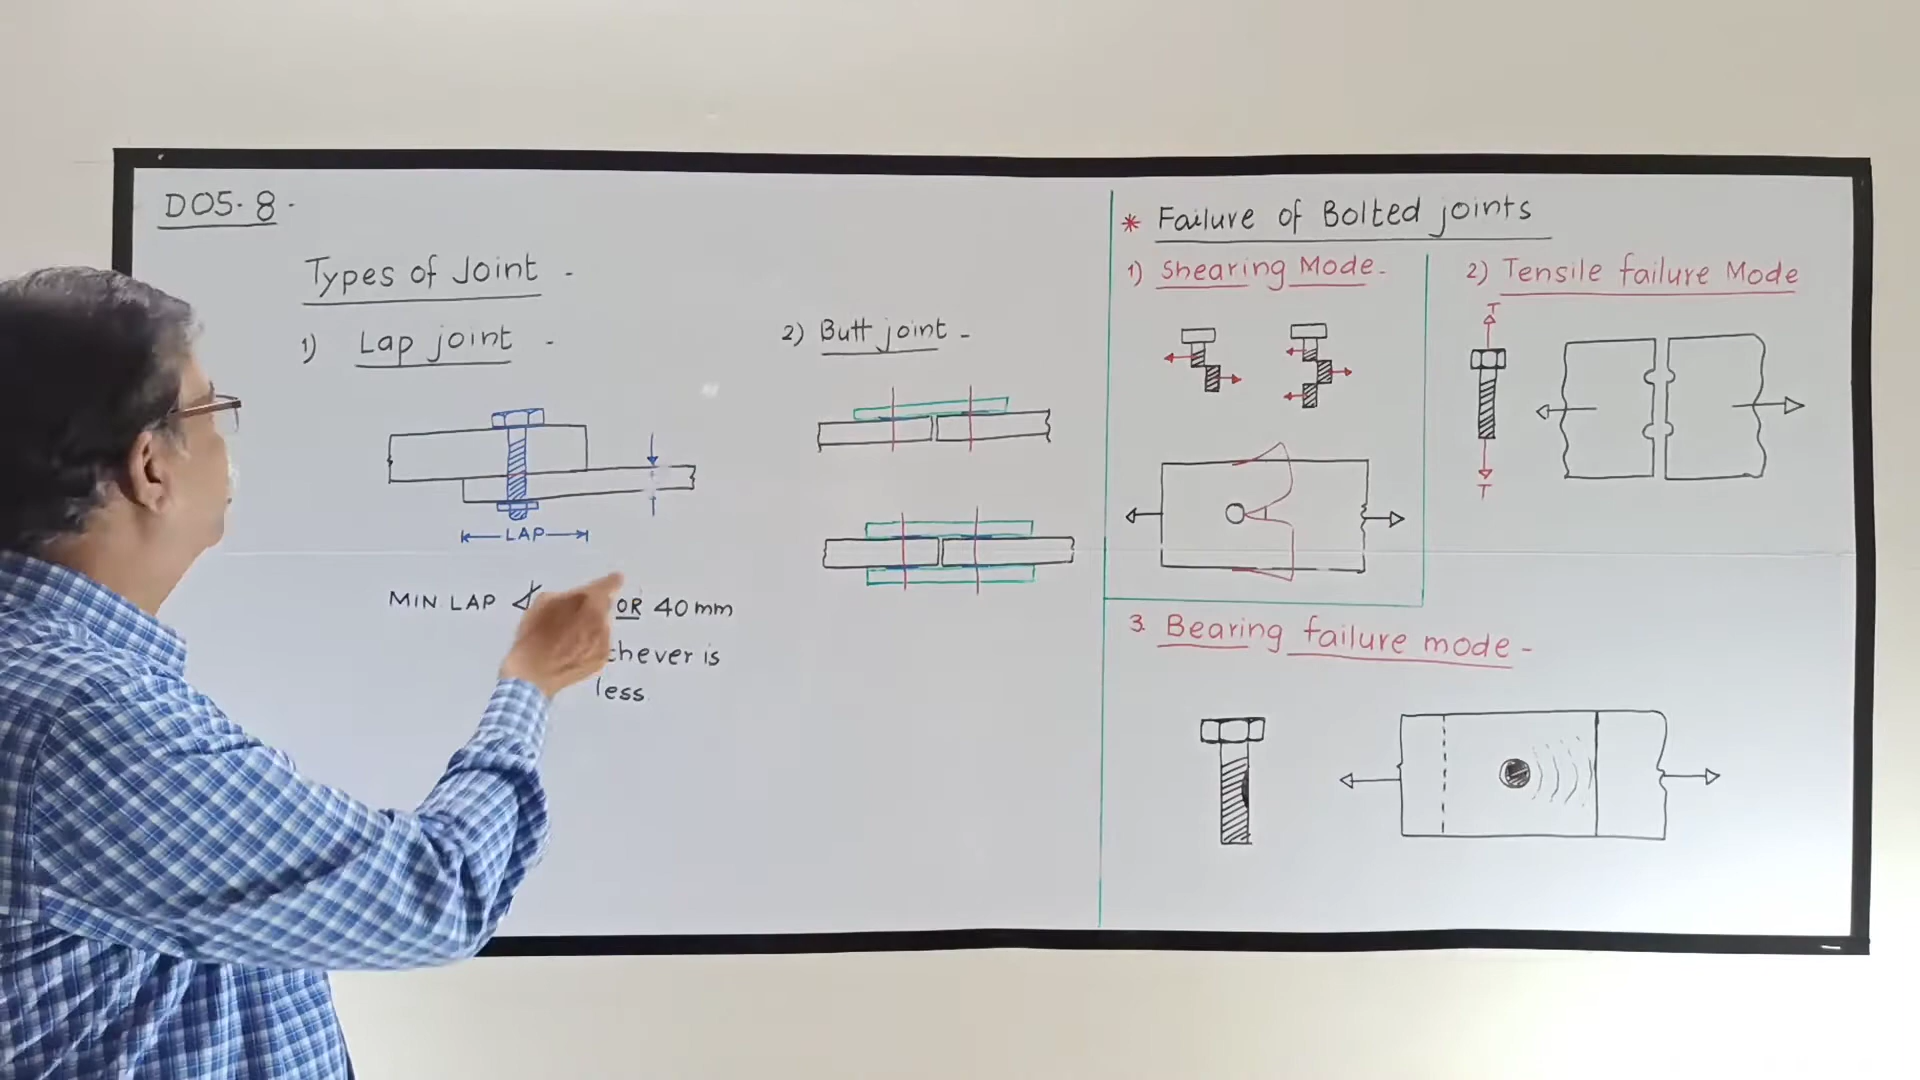 DOS-8.
Types of Joint -
1) Lap joint -
LAP
MIN. LAP OR 40 mm
is
less.
2) Butt joint -
* Failure of Bolted joints
1) Shearing Mode-
2) Tensile failure Mode
T
T
3. Bearing failure mode -